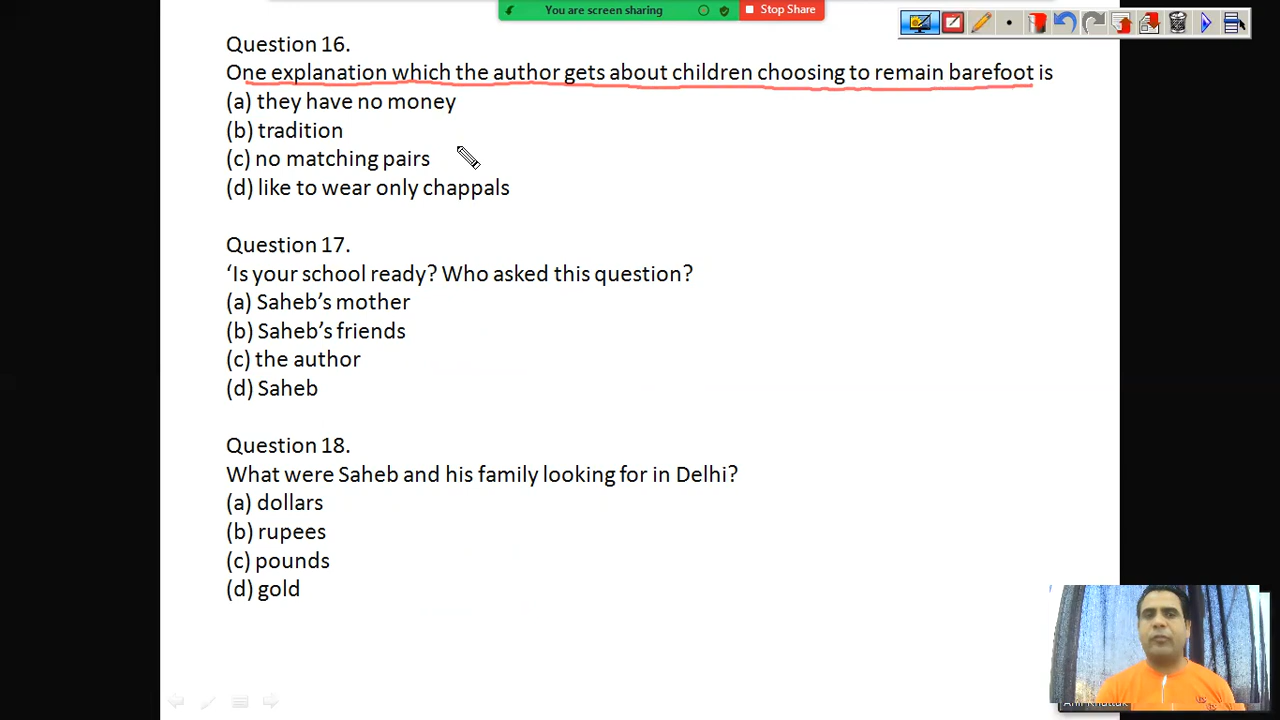 You are screen sharing
Stop Share
Question 16.
One explanation which the author gets about children choosing to remain barefoot is
(a) they have no money
(b) tradition
(c) no matching pairs
(d) like to wear only chappals
Question 17.
‘Is your school ready? Who asked this question?
(a) Saheb’s mother
(b) Saheb’s friends
(c) the author
(d) Saheb
Question 18.
What were Saheb and his family looking for in Delhi?
(a) dollars
(b) rupees
(c) pounds
(d) gold